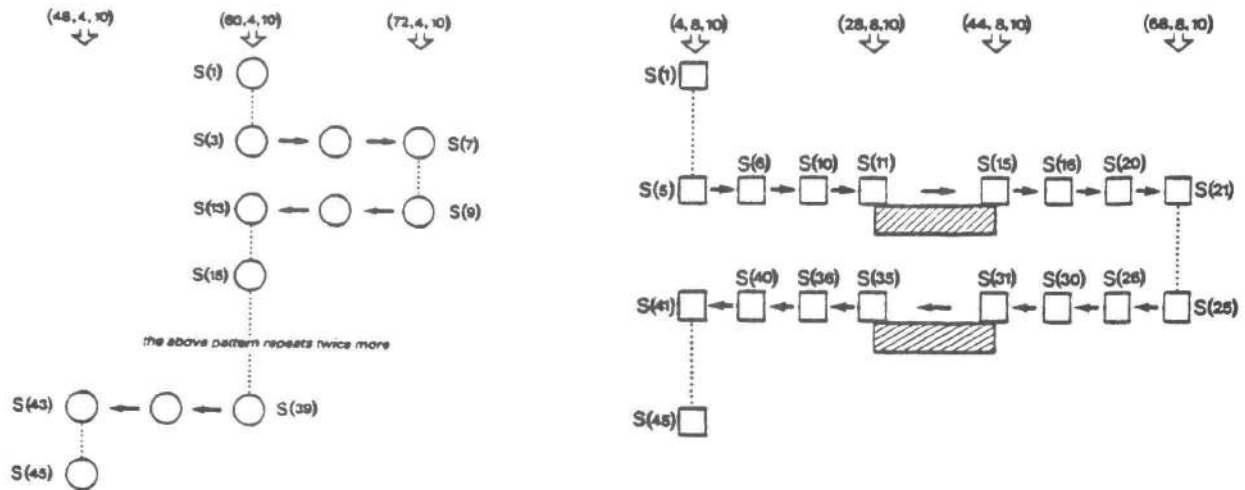 (48,4,10) (60,4,10) (72,4,10)
S(1)
S(3) S(7)
S(13) S(9)
S(15)
the above pattern repeats twice more
S(43) S(39)
S(45)
(4,8,10) (28,8,10) (44,8,10) (68,8,10)
S(1)
S(6) S(10) S(11) S(15) S(16) S(20)
S(5) S(21)
S(40) S(36) S(35) S(31) S(30) S(26)
S(41) S(25)
S(45)